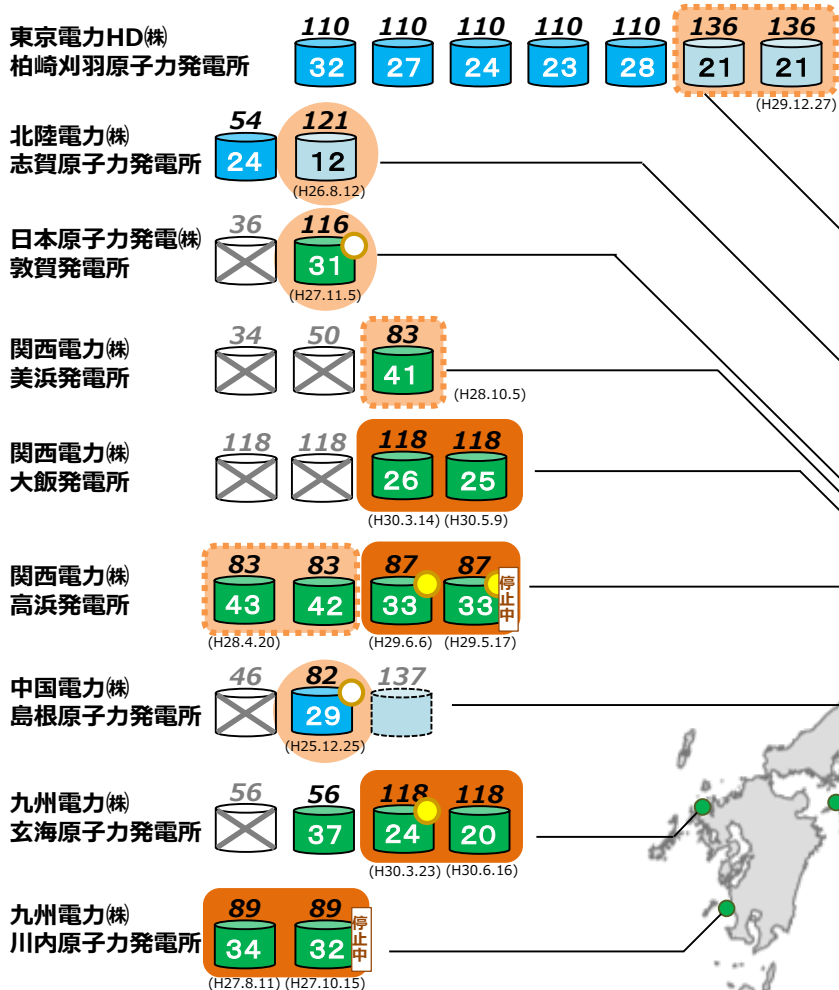 東京電力HD㈱
柏崎刈羽原子力発電所
110 110 110 110 110 136 136
32 27 24 23 28 21 21
(H29.12.27)
北陸電力㈱
志賀原子力発電所
54 121
24 12
(H26.8.12)
日本原子力発電㈱
敦賀発電所
36 116
31
(H27.11.5)
関西電力㈱
美浜発電所
34 50 83
41
(H28.10.5)
関西電力㈱
大飯発電所
118 118 118 118
26 25
(H30.3.14) (H30.5.9)
関西電力㈱
高浜発電所
83 83 87 87
43 42 33 33
停止中
(H28.4.20) (H29.6.6) (H29.5.17)
中国電力㈱
島根原子力発電所
46 82 137
29
(H25.12.25)
九州電力㈱
玄海原子力発電所
56 56 118 118
37 24 20
(H30.3.23) (H30.6.16)
九州電力㈱
川内原子力発電所
89 89
34 32
停止中
(H27.8.11) (H27.10.15)